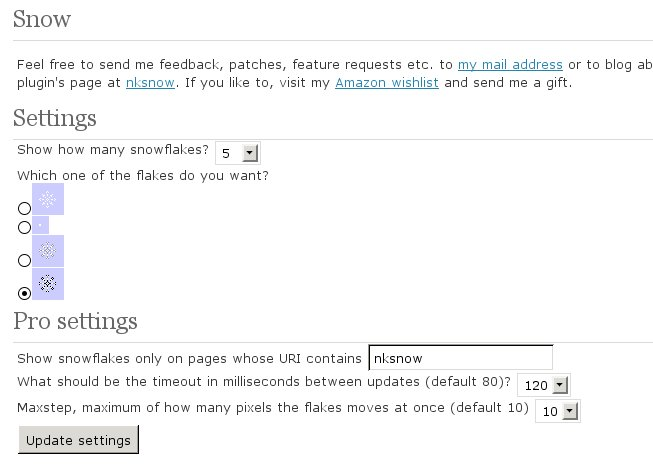 Snow
Feel free to send me feedback, patches, feature requests etc. to my mail address or to blog ab
plugin's page at nksnow. If you like to, visit my Amazon wishlist and send me a gift.
Settings
Show how many snowflakes? 5
Which one of the flakes do you want?
Pro settings
Show snowflakes only on pages whose URI contains nksnow
What should be the timeout in milliseconds between updates (default 80)? 120
Maxstep, maximum of how many pixels the flakes moves at once (default 10) 10
Update settings